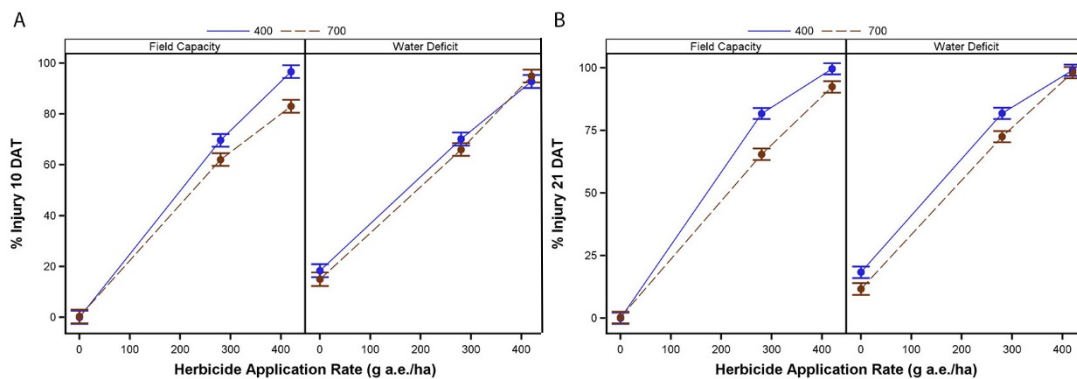 A
400 700
Field Capacity Water Deficit
100
80
60
40
20
0
% Injury 10 DAT
0 100 200 300 400 0 100 200 300 400
Herbicide Application Rate (g a.e./ha)
B
400 700
Field Capacity Water Deficit
100
75
50
25
0
% Injury 21 DAT
0 100 200 300 400 0 100 200 300 400
Herbicide Application Rate (g a.e./ha)